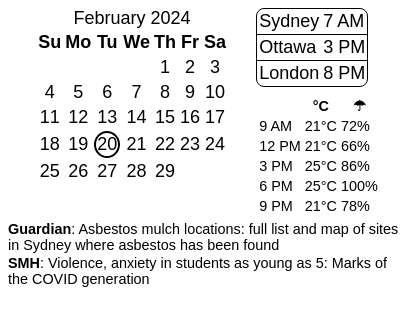 February 2024
Su Mo Tu We Th Fr Sa
1 2 3
4 5 6 7 8 9 10
11 12 13 14 15 16 17
18 19 20 21 22 23 24
25 26 27 28 29
Sydney 7 AM
Ottawa 3 PM
London 8 PM
°C ☂
9 AM 21°C 72%
12 PM 21°C 66%
3 PM 25°C 86%
6 PM 25°C 100%
9 PM 21°C 78%
Guardian: Asbestos mulch locations: full list and map of sites
in Sydney where asbestos has been found
SMH: Violence, anxiety in students as young as 5: Marks of
the COVID generation